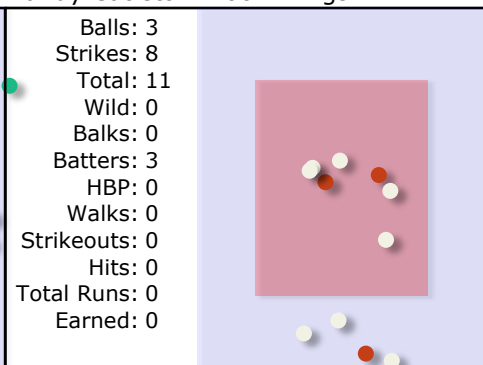 Balls: 3
Strikes: 8
Total: 11
Wild: 0
Balks: 0
Batters: 3
HBP: 0
Walks: 0
Strikeouts: 0
Hits: 0
Total Runs: 0
Earned: 0